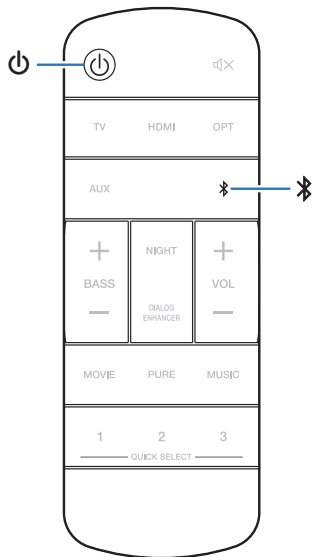 TV HDMI OPT
AUX
+ NIGHT +
BASS VOL
DIALOG
ENHANCER
— —
MOVIE PURE MUSIC
1 2 3
QUICK SELECT